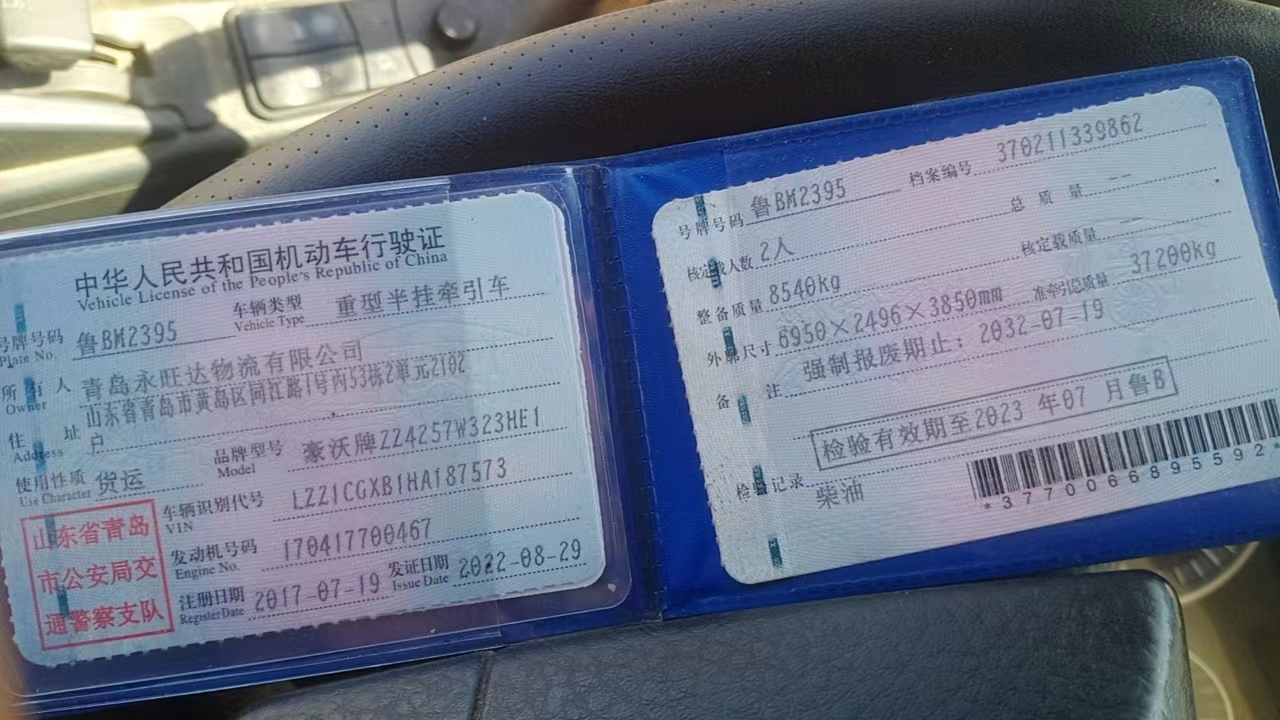 中华人民共和国机动车行驶证
Vehicle License of the People's Republic of China
号牌号码 鲁BM2395 车辆类型 重型半挂牵引车
Plate No. Vehicle Type
所有人 青岛永旺达物流有限公司
Owner
住址 山东省青岛市黄岛区同江路1号内53栋2单元2102
户
Address
使用性质 货运 品牌型号 豪沃牌ZZ4257W323HE1
Use Character Model
车辆识别代号 LZZ1CGXB1HA187573
VIN
发动机号码 170417700467
Engine No.
注册日期 2017-07-19 发证日期 2022-08-29
Register Date Issue Date
山东省青岛
市公安局交
通警察支队
号牌号码 鲁BM2395 档案编号 370211339862
核定载人数 2人 总质量 --
整备质量 8540kg 核定载质量 --
外廓尺寸 6950×2496×3850mm 准牵引总质量 37200kg
备注 强制报废期止：2032-07-19
检验有效期至2023 年07 月鲁B
检验记录
柴油
*3770066895592